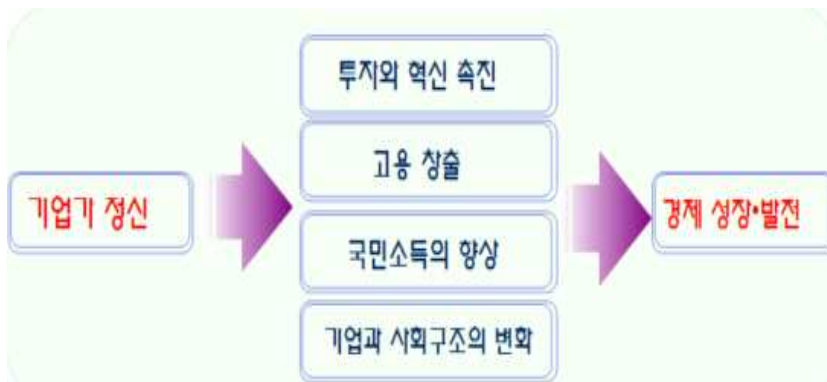 기업가 정신
투자와 혁신 촉진
고용 창출
국민소득의 향상
기업과 사회구조의 변화
경제 성장•발전